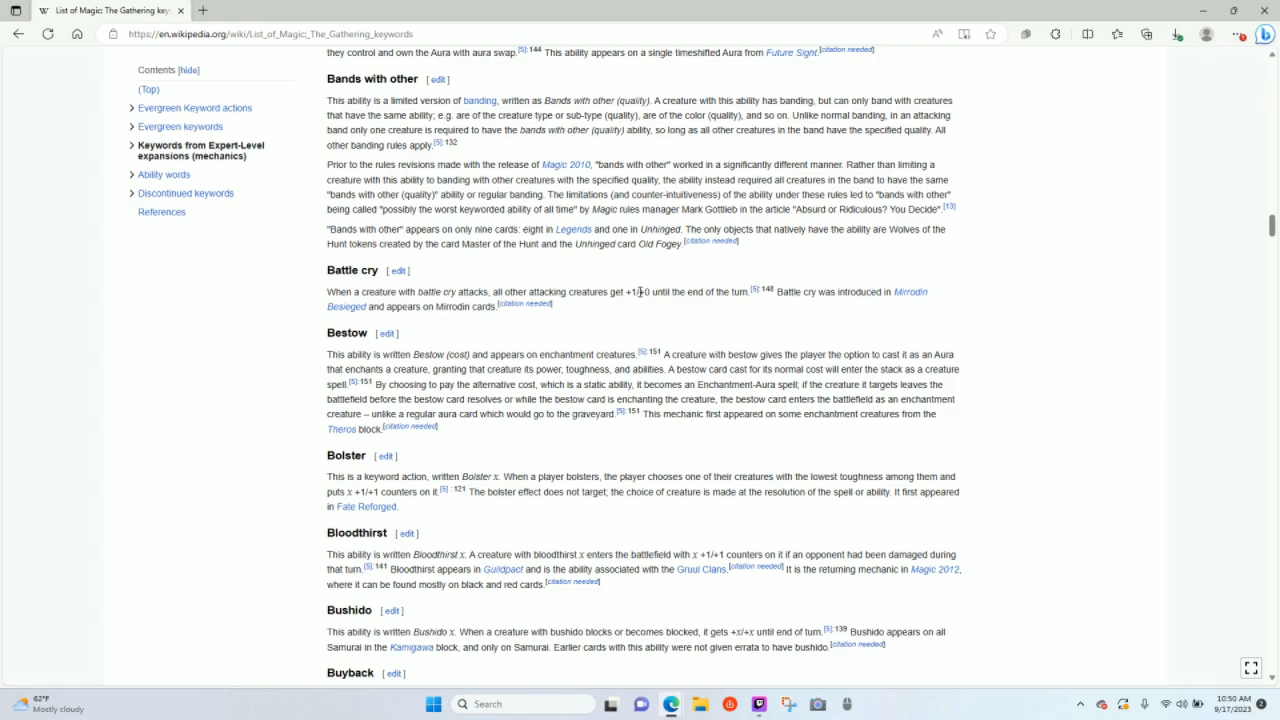 List of Magic: The Gathering key
https://en.wikipedia.org/wiki/List_of_Magic:_The_Gathering_keywords
Contents [hide]
(Top)
Evergreen Keyword actions
Evergreen keywords
Keywords from Expert-Level
expansions (mechanics)
Ability words
Discontinued keywords
References
they control and own the Aura with aura swap.[5]:144 This ability appears on a single timeshifted Aura from Future Sight.[citation needed]
Bands with other [ edit ]
This ability is a limited version of banding, written as Bands with other (quality). A creature with this ability has banding, but can only band with creatures
that have the same ability; e.g. are of the creature type or sub-type (quality), are of the color (quality), and so on. Unlike normal banding, in an attacking
band only one creature is required to have the bands with other (quality) ability, so long as all other creatures in the band have the specified quality. All
other banding rules apply.[5]:132
Prior to the rules revisions made with the release of Magic 2010, "bands with other" worked in a significantly different manner. Rather than limiting a
creature with this ability to banding with other creatures with the specified quality, the ability instead required all creatures in the band to have the same
"bands with other (quality)" ability or regular banding. The limitations (and counter-intuitiveness) of the ability under these rules led to "bands with other"
being called "possibly the worst keyworded ability of all time" by Magic rules manager Mark Gottlieb in the article "Absurd or Ridiculous? You Decide".[13]
"Bands with other" appears on only nine cards: eight in Legends and one in Unhinged. The only objects that natively have the ability are Wolves of the
Hunt tokens created by the card Master of the Hunt and the Unhinged card Old Fogey.[citation needed]
Battle cry [ edit ]
When a creature with battle cry attacks, all other attacking creatures get +1/+0 until the end of the turn.[5]:148 Battle cry was introduced in Mirrodin
Besieged and appears on Mirrodin cards.[citation needed]
Bestow [ edit ]
This ability is written Bestow (cost) and appears on enchantment creatures.[5]:151 A creature with bestow gives the player the option to cast it as an Aura
that enchants a creature, granting that creature its power, toughness, and abilities. A bestow card cast for its normal cost will enter the stack as a creature
spell.[5]:151 By choosing to pay the alternative cost, which is a static ability, it becomes an Enchantment-Aura spell; if the creature it targets leaves the
battlefield before the bestow card resolves or while the bestow card is enchanting the creature, the bestow card enters the battlefield as an enchantment
creature – unlike a regular aura card which would go to the graveyard.[5]:151 This mechanic first appeared on some enchantment creatures from the
Theros block.[citation needed]
Bolster [ edit ]
This is a keyword action, written Bolster x. When a player bolsters, the player chooses one of their creatures with the lowest toughness among them and
puts x +1/+1 counters on it.[5]:121 The bolster effect does not target; the choice of creature is made at the resolution of the spell or ability. It first appeared
in Fate Reforged.
Bloodthirst [ edit ]
This ability is written Bloodthirst x. A creature with bloodthirst x enters the battlefield with x +1/+1 counters on it if an opponent had been damaged during
that turn.[5]:141 Bloodthirst appears in Guildpact and is the ability associated with the Gruul Clans.[citation needed] It is the returning mechanic in Magic 2012,
where it can be found mostly on black and red cards.[citation needed]
Bushido [ edit ]
This ability is written Bushido x. When a creature with bushido blocks or becomes blocked, it gets +x/+x until end of turn.[5]:139 Bushido appears on all
Samurai in the Kamigawa block, and only on Samurai. Earlier cards with this ability were not given errata to have bushido.[citation needed]
Buyback [ edit ]
62°F
Mostly cloudy
Search
10:50 AM
9/17/2023
2